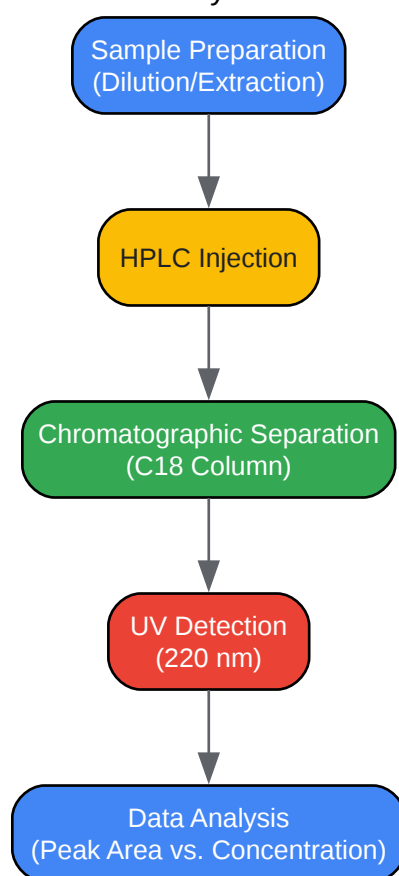 Sample Preparation
(Dilution/Extraction)
HPLC Injection
Chromatographic Separation
(C18 Column)
UV Detection
(220 nm)
Data Analysis
(Peak Area vs. Concentration)